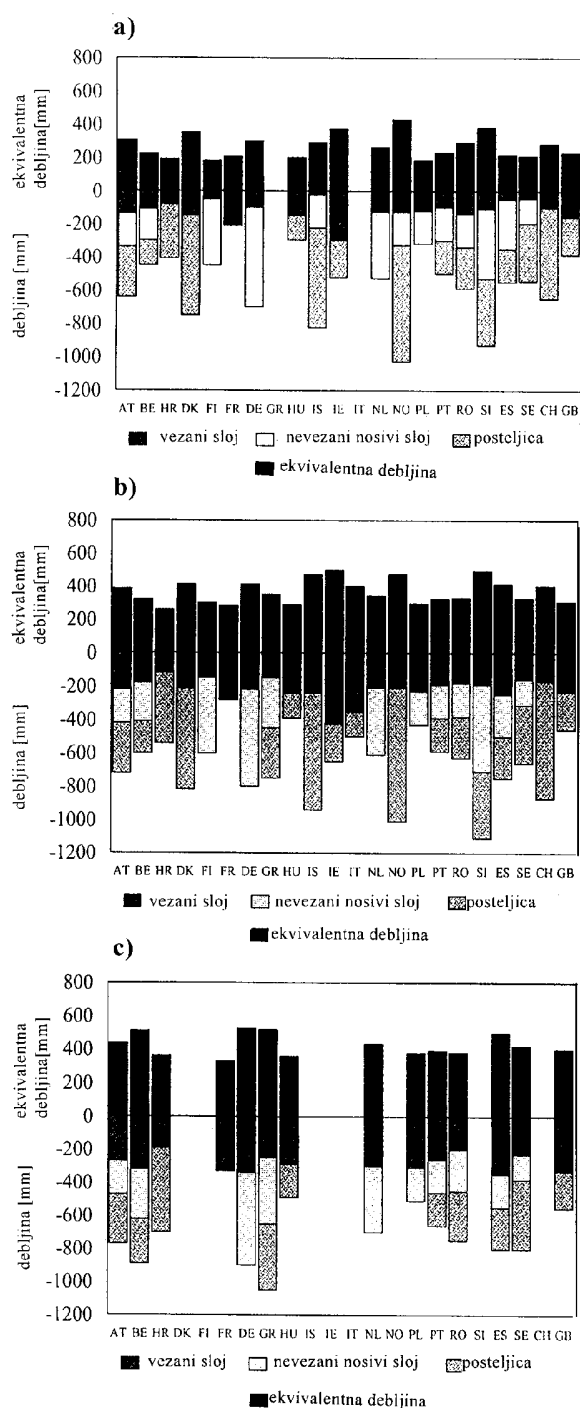 a)
800
600
400
200
0
-200
-400
-600
-800
-1000
-1200
ekvivalentna
debljina[mm]
debljina [mm]
AT BE HR DK FI FR DE GR HU IS IE IT NL NO PL PT RO SI ES SE CH GB
vezani sloj nevezani nosivi sloj posteljica
ekvivalentna debljina
b)
800
600
400
200
0
-200
-400
-600
-800
-1000
-1200
ekvivalentna
debljina[mm]
debljina [mm]
AT BE HR DK FI FR DE GR HU IS IE IT NL NO PL PT RO SI ES SE CH GB
vezani sloj nevezani nosivi sloj posteljica
ekvivalentna debljina
c)
800
600
400
200
0
-200
-400
-600
-800
-1000
-1200
ekvivalentna
debljina[mm]
debljina [mm]
AT BE HR DK FI FR DE GR HU IS IE IT NL NO PL PT RO SI ES SE CH GB
vezani sloj nevezani nosivi sloj posteljica
ekvivalentna debljina